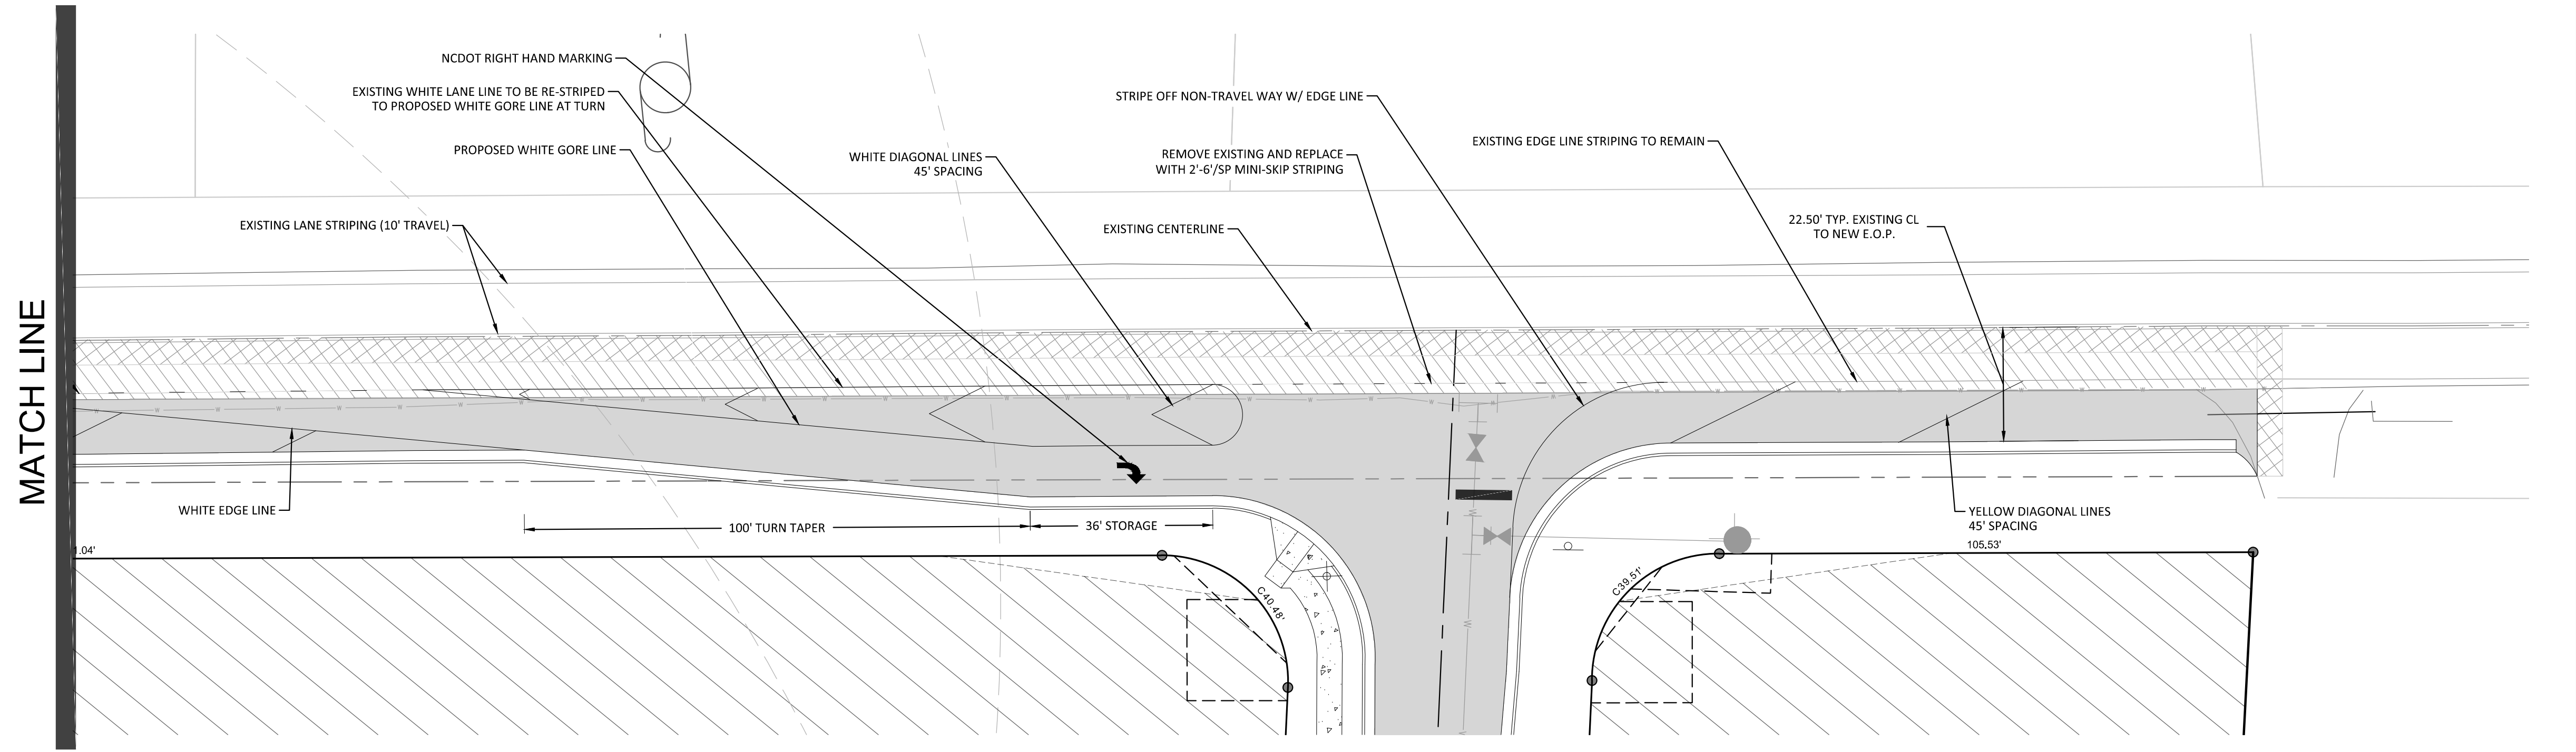 MATCH LINE
NCDOT RIGHT HAND MARKING
EXISTING WHITE LANE LINE TO BE RE-STRIPED
TO PROPOSED WHITE GORE LINE AT TURN
PROPOSED WHITE GORE LINE
EXISTING LANE STRIPING (10' TRAVEL)
WHITE DIAGONAL LINES
45' SPACING
STRIPE OFF NON-TRAVEL WAY W/ EDGE LINE
REMOVE EXISTING AND REPLACE
WITH 2'-6'/SP MINI-SKIP STRIPING
EXISTING CENTERLINE
EXISTING EDGE LINE STRIPING TO REMAIN
22.50' TYP. EXISTING CL
TO NEW E.O.P.
WHITE EDGE LINE
100' TURN TAPER
36' STORAGE
YELLOW DIAGONAL LINES
45' SPACING
1.04'
C40.48'
C39.51'
105.53'